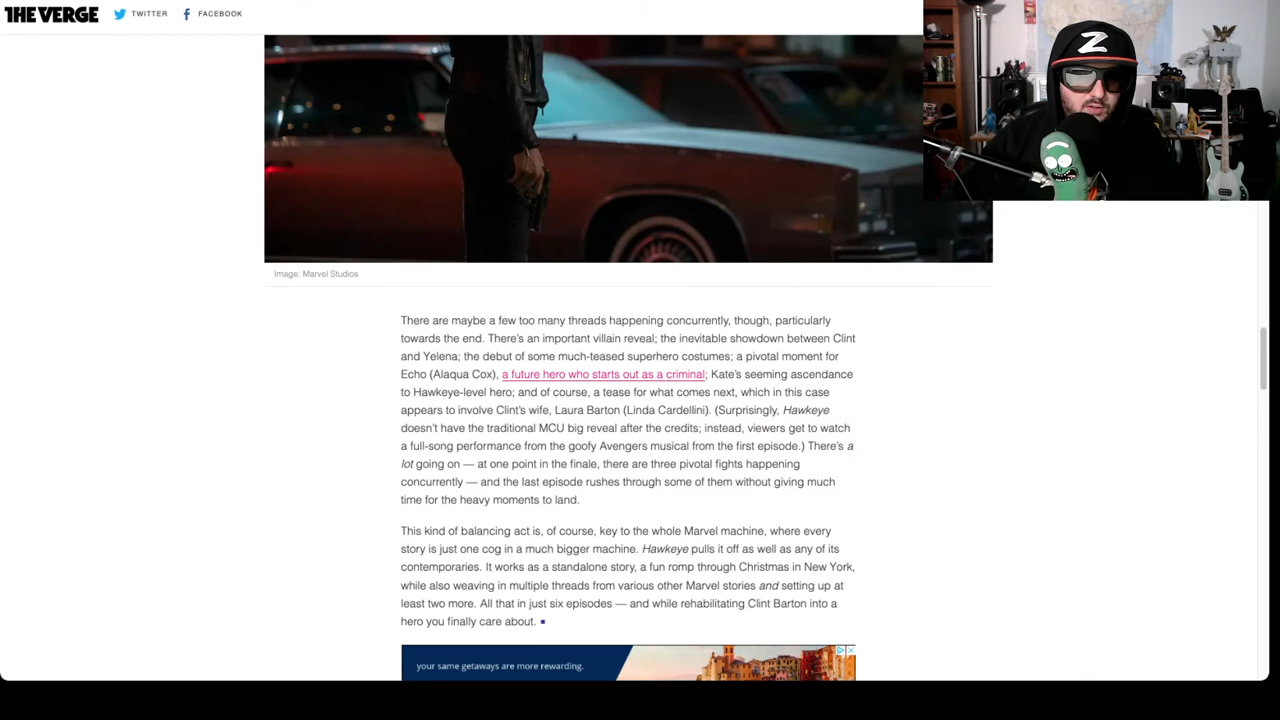 THE VERGE
TWITTER
FACEBOOK
Z
Image: Marvel Studios
There are maybe a few too many threads happening concurrently, though, particularly
towards the end. There's an important villain reveal; the inevitable showdown between Clint
and Yelena; the debut of some much-teased superhero costumes; a pivotal moment for
Echo (Alaqua Cox), a future hero who starts out as a criminal; Kate's seeming ascendance
to Hawkeye-level hero; and of course, a tease for what comes next, which in this case
appears to involve Clint's wife, Laura Barton (Linda Cardellini). (Surprisingly, Hawkeye
doesn't have the traditional MCU big reveal after the credits; instead, viewers get to watch
a full-song performance from the goofy Avengers musical from the first episode.) There's a
lot going on — at one point in the finale, there are three pivotal fights happening
concurrently — and the last episode rushes through some of them without giving much
time for the heavy moments to land.
This kind of balancing act is, of course, key to the whole Marvel machine, where every
story is just one cog in a much bigger machine. Hawkeye pulls it off as well as any of its
contemporaries. It works as a standalone story, a fun romp through Christmas in New York,
while also weaving in multiple threads from various other Marvel stories and setting up at
least two more. All that in just six episodes — and while rehabilitating Clint Barton into a
hero you finally care about.
your same getaways are more rewarding.